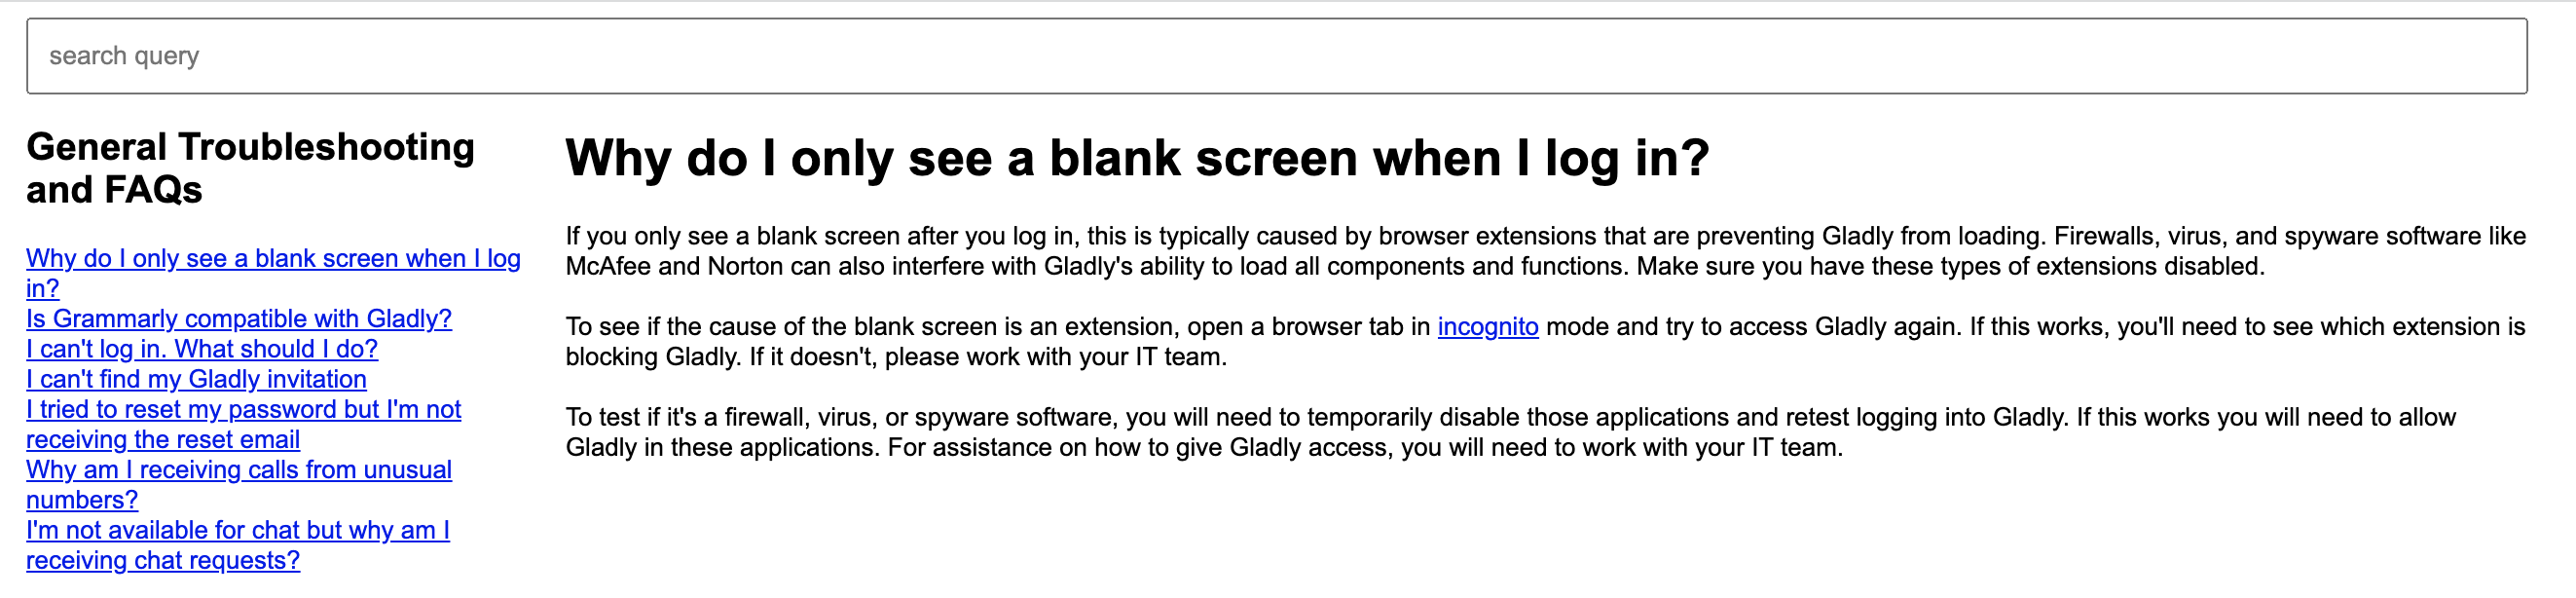 search query
General Troubleshooting
and FAQs
Why do I only see a blank screen when I log
in?
Is Grammarly compatible with Gladly?
I can't log in. What should I do?
I can't find my Gladly invitation
I tried to reset my password but I'm not
receiving the reset email
Why am I receiving calls from unusual
numbers?
I'm not available for chat but why am I
receiving chat requests?
Why do I only see a blank screen when I log in?
If you only see a blank screen after you log in, this is typically caused by browser extensions that are preventing Gladly from loading. Firewalls, virus, and spyware software like
McAfee and Norton can also interfere with Gladly's ability to load all components and functions. Make sure you have these types of extensions disabled.
To see if the cause of the blank screen is an extension, open a browser tab in incognito mode and try to access Gladly again. If this works, you'll need to see which extension is
blocking Gladly. If it doesn't, please work with your IT team.
To test if it's a firewall, virus, or spyware software, you will need to temporarily disable those applications and retest logging into Gladly. If this works you will need to allow
Gladly in these applications. For assistance on how to give Gladly access, you will need to work with your IT team.